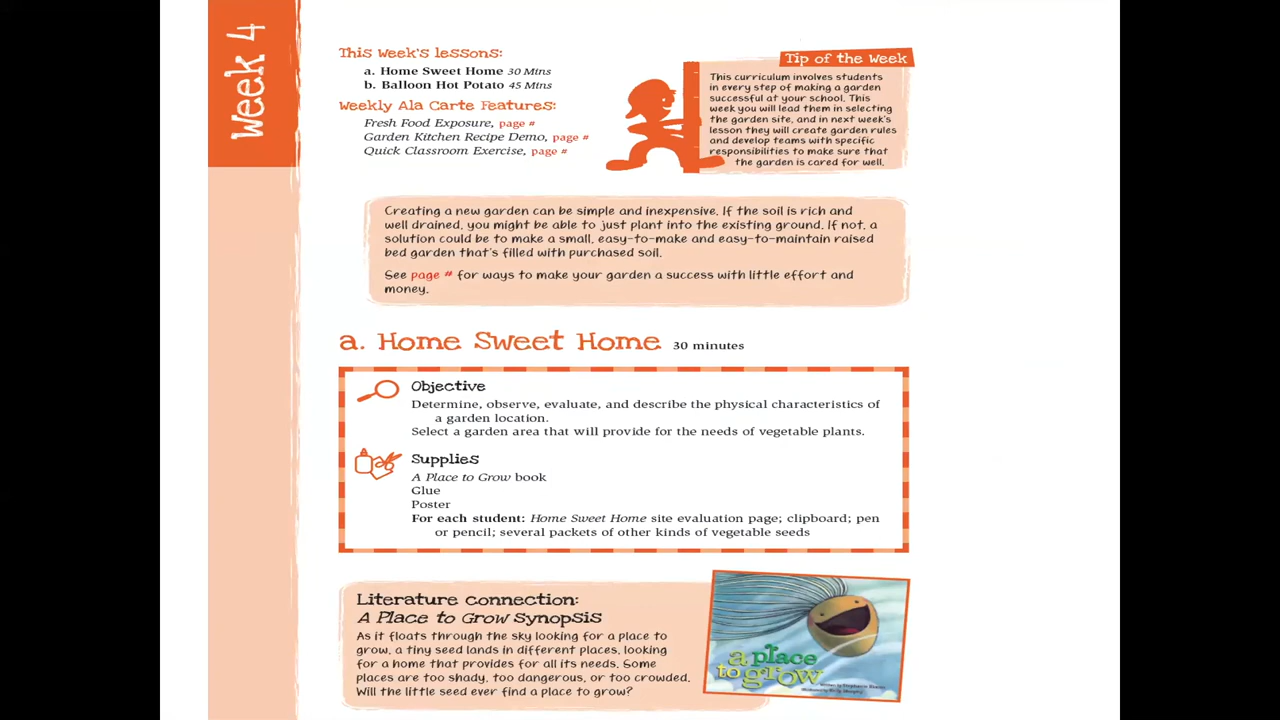 Week 4
This Week's lessons:
a. Home Sweet Home 30 Mins
b. Balloon Hot Potato 45 Mins
Weekly Ala Carte Features:
Fresh Food Exposure, page #
Garden Kitchen Recipe Demo, page #
Quick Classroom Exercise, page #
Tip of the Week
This curriculum involves students
in every step of making a garden
successful at your school. This
week you will lead them in selecting
the garden site, and in next week's
lesson they will create garden rules
and develop teams with specific
responsibilities to make sure that
the garden is cared for well.
Creating a new garden can be simple and inexpensive. If the soil is rich and
well drained, you might be able to just plant into the existing ground. If not, a
solution could be to make a small, easy-to-make and easy-to-maintain raised
bed garden that's filled with purchased soil.
See page # for ways to make your garden a success with little effort and
money.
a. Home Sweet Home 30 minutes
Objective
Determine, observe, evaluate, and describe the physical characteristics of
a garden location.
Select a garden area that will provide for the needs of vegetable plants.
Supplies
A Place to Grow book
Glue
Poster
For each student: Home Sweet Home site evaluation page; clipboard; pen
or pencil; several packets of other kinds of vegetable seeds
Literature connection:
A Place to Grow synopsis
As it floats through the sky looking for a place to
grow, a tiny seed lands in different places, looking
for a home that provides for all its needs. Some
places are too shady, too dangerous, or too crowded.
Will the little seed ever find a place to grow?
a place
to grow